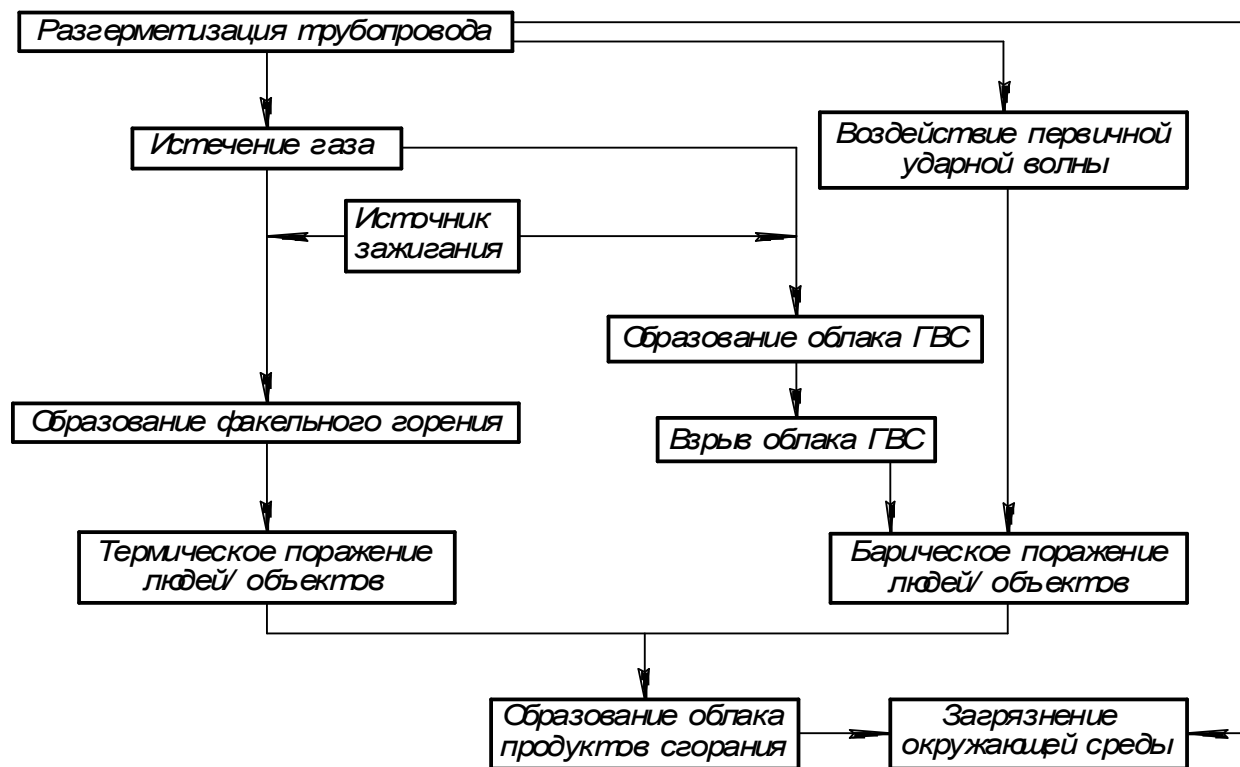 Разгерметизация трубопровода
Истечение газа
Воздействие первичной
ударной волны
Источник
зажигания
Образование облака ГВС
Образование факельного горения
Взрыв облака ГВС
Термическое поражение
людей/ объектов
Барическое поражение
людей/ объектов
Образование облака
продуктов сгорания
Загрязнение
окружающей среды